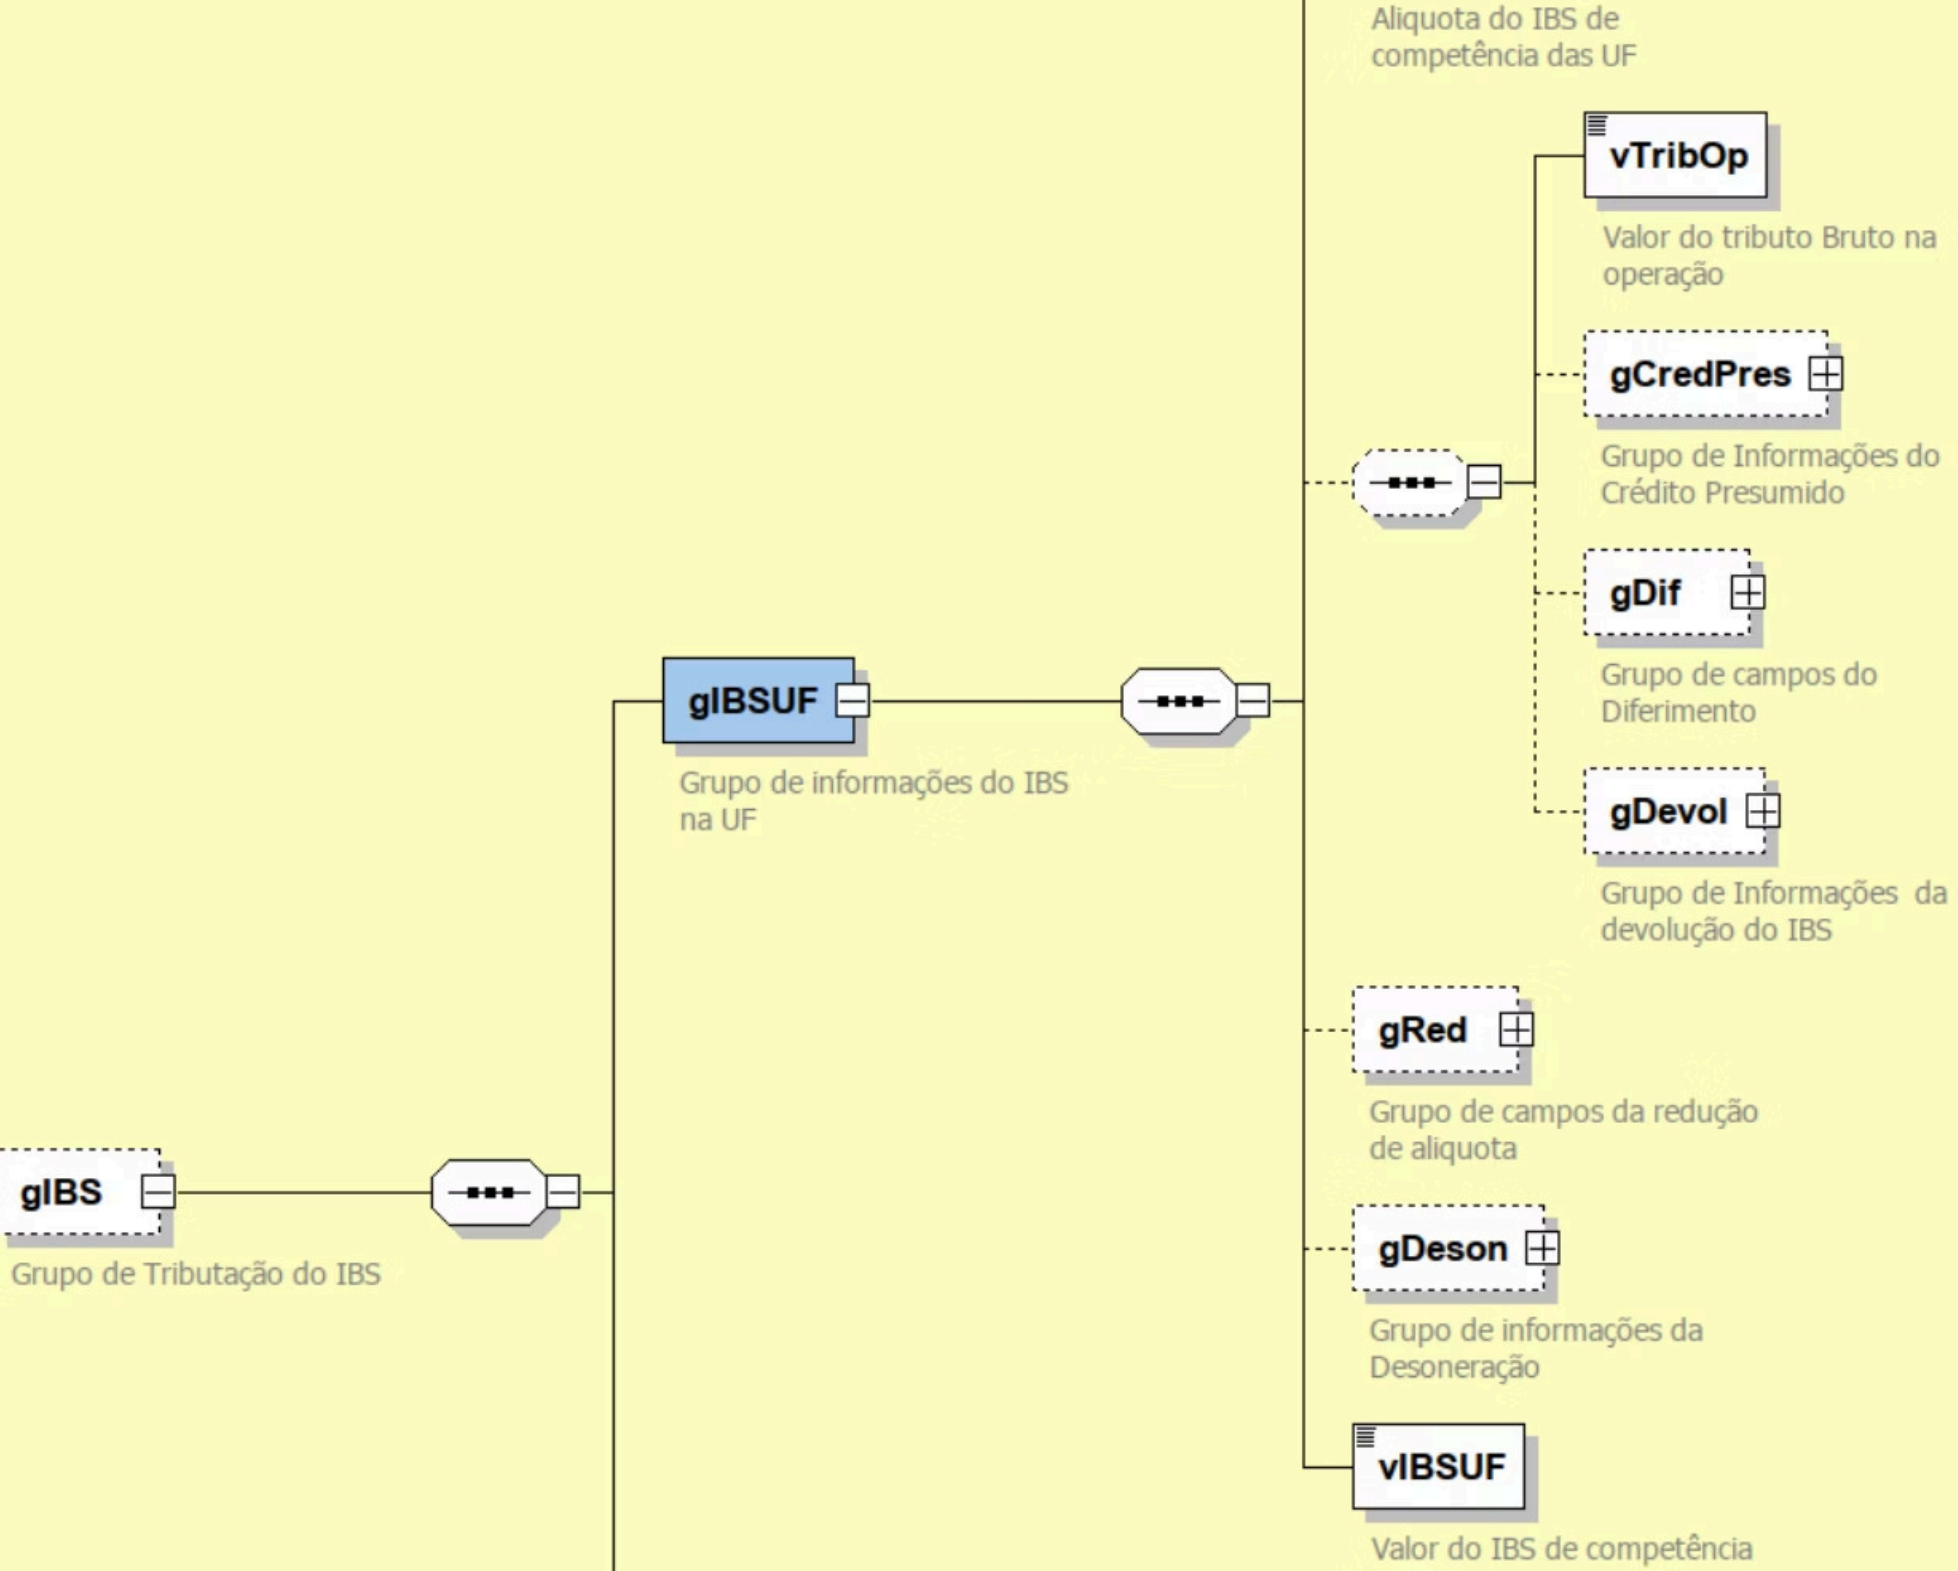 Aliquota do IBS de
competência das UF
vTribOp
Valor do tributo Bruto na
operação
gCredPres
Grupo de Informações do
Crédito Presumido
gDif
Grupo de campos do
Diferimento
gDevol
Grupo de Informações  da
devolução do IBS
gIBSUF
Grupo de informações do IBS
na UF
gRed
Grupo de campos da redução
de aliquota
gIBS
Grupo de Tributação do IBS
gDeson
Grupo de informações da
Desoneração
vIBSUF
Valor do IBS de competência